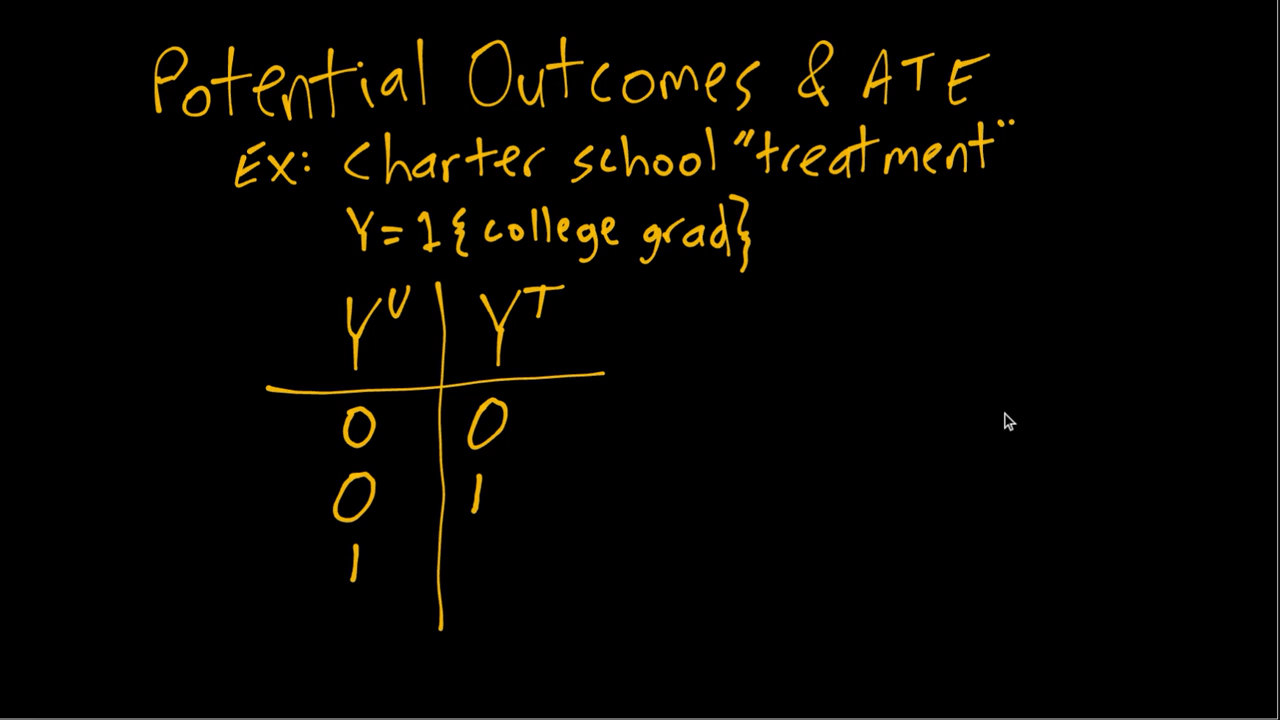 Potential Outcomes & ATE
Ex: Charter school "treatment"
Y=1{college grad}
Y^U Y^T
0 0
0 1
1